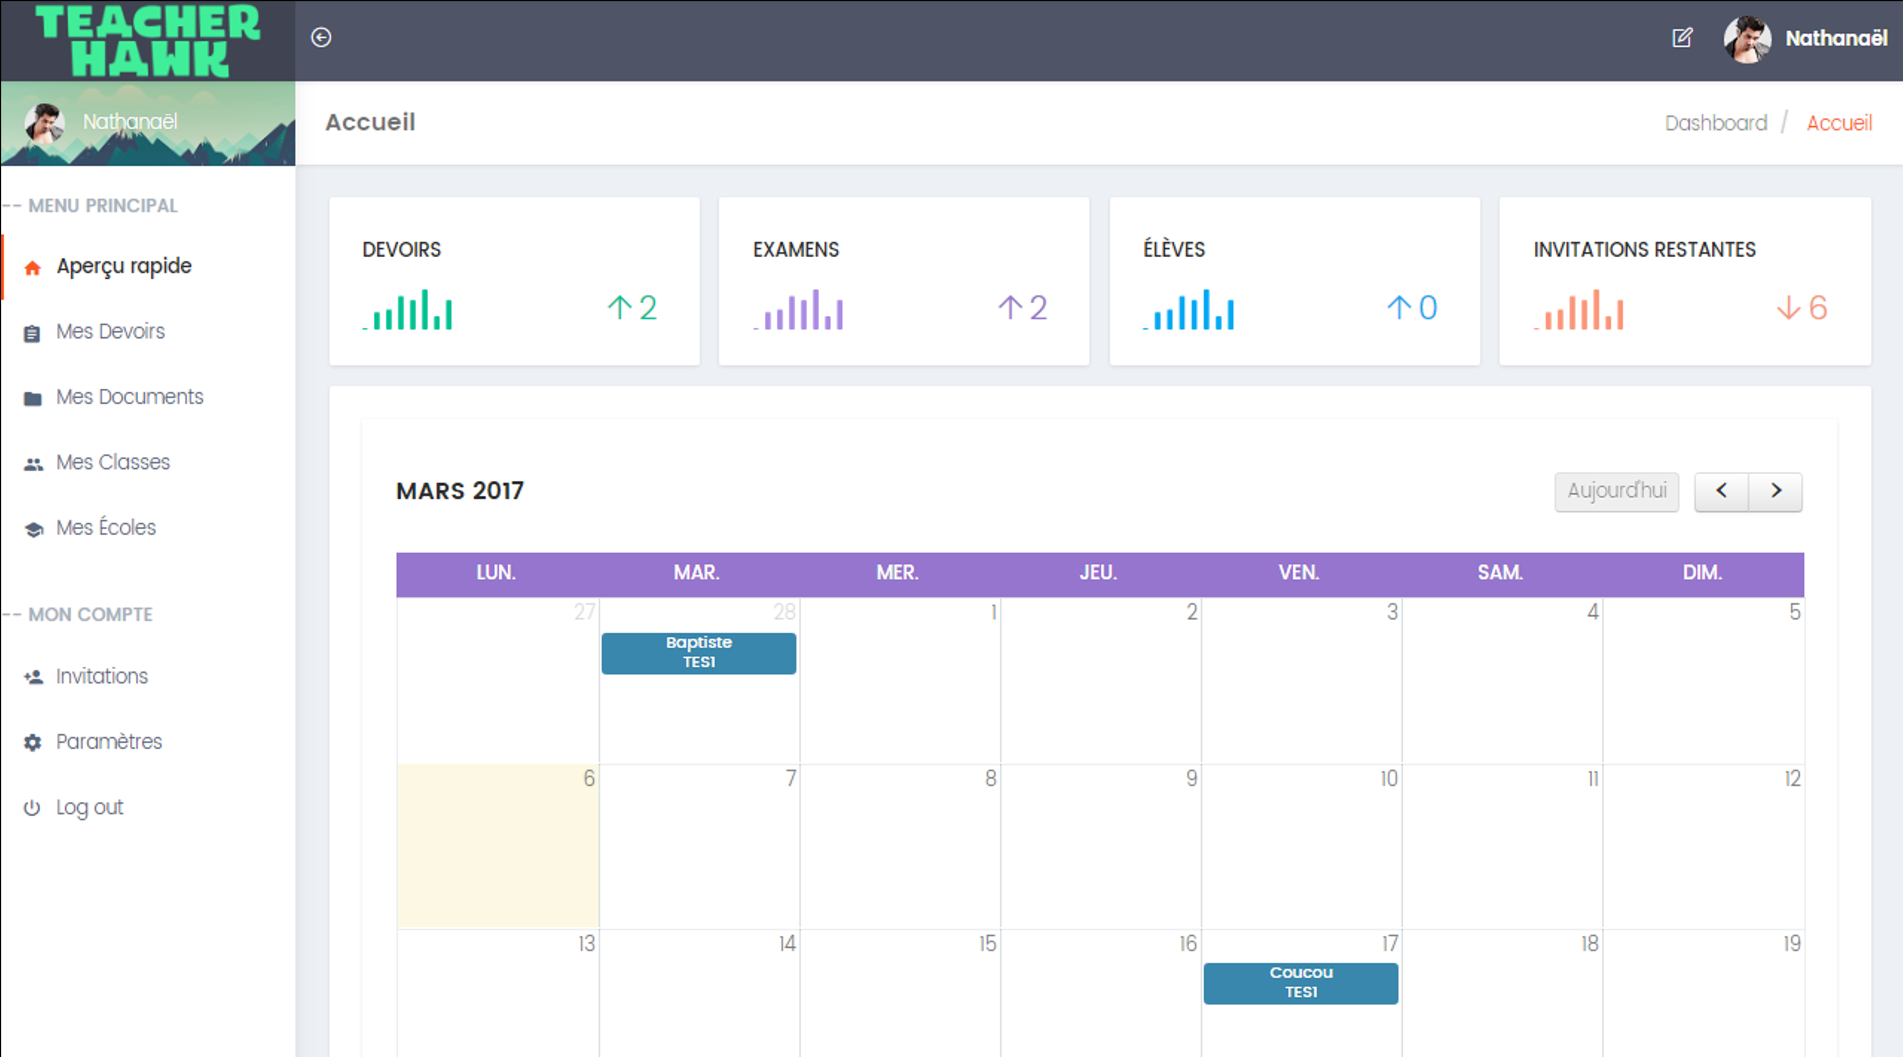 TEACHER
HAWK
Nathanaël
Nathanaël
Accueil
Dashboard / Accueil
-- MENU PRINCIPAL
Aperçu rapide
Mes Devoirs
Mes Documents
Mes Classes
Mes Écoles
-- MON COMPTE
Invitations
Paramètres
Log out
DEVOIRS
↑ 2
EXAMENS
↑ 2
ÉLÈVES
↑ 0
INVITATIONS RESTANTES
↓ 6
MARS 2017
Aujourd'hui
LUN. MAR. MER. JEU. VEN. SAM. DIM.
27 28 1 2 3 4 5
Baptiste
TES1
6 7 8 9 10 11 12
13 14 15 16 17 18 19
Coucou
TES1